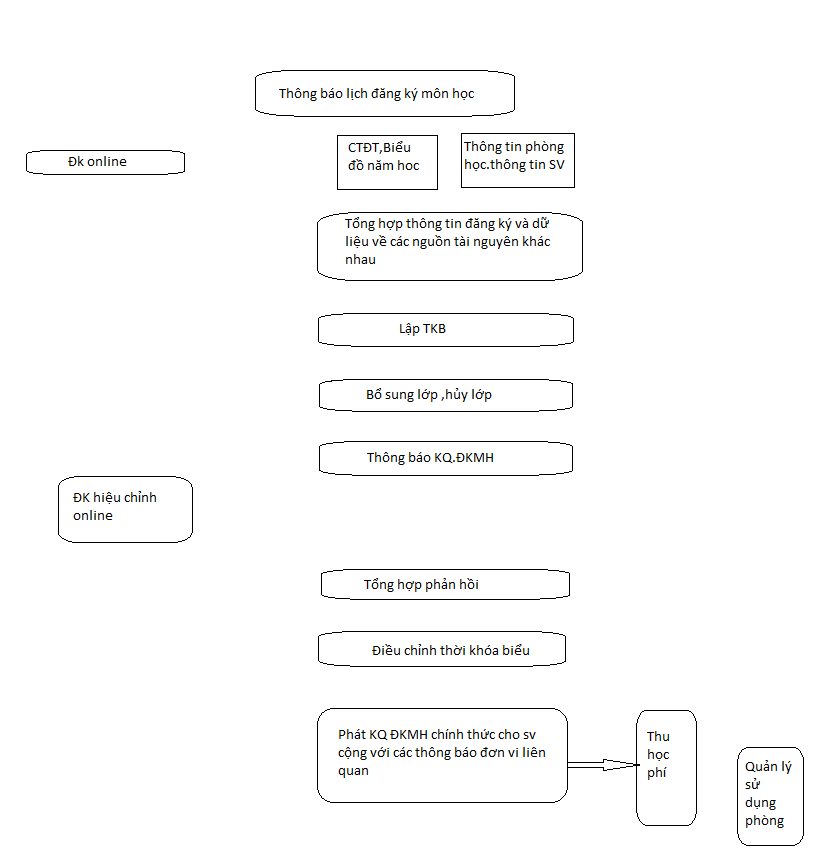 Thông báo lịch đăng ký môn học
CTĐT,Biểu
đồ năm hoc
Thông tin phòng
học.thông tin SV
Đk online
Tổng hợp thông tin đăng ký và dữ
liệu về các nguồn tài nguyên khác
nhau
Lập TKB
Bổ sung lớp ,hủy lớp
Thông báo KQ.ĐKMH
ĐK hiệu chỉnh
online
Tổng hợp phản hồi
Điều chỉnh thời khóa biểu
Phát KQ ĐKMH chính thức cho sv
cộng với các thông báo đơn vi liên
quan
Thu
học
phí
Quản lý
sử
dụng
phòng